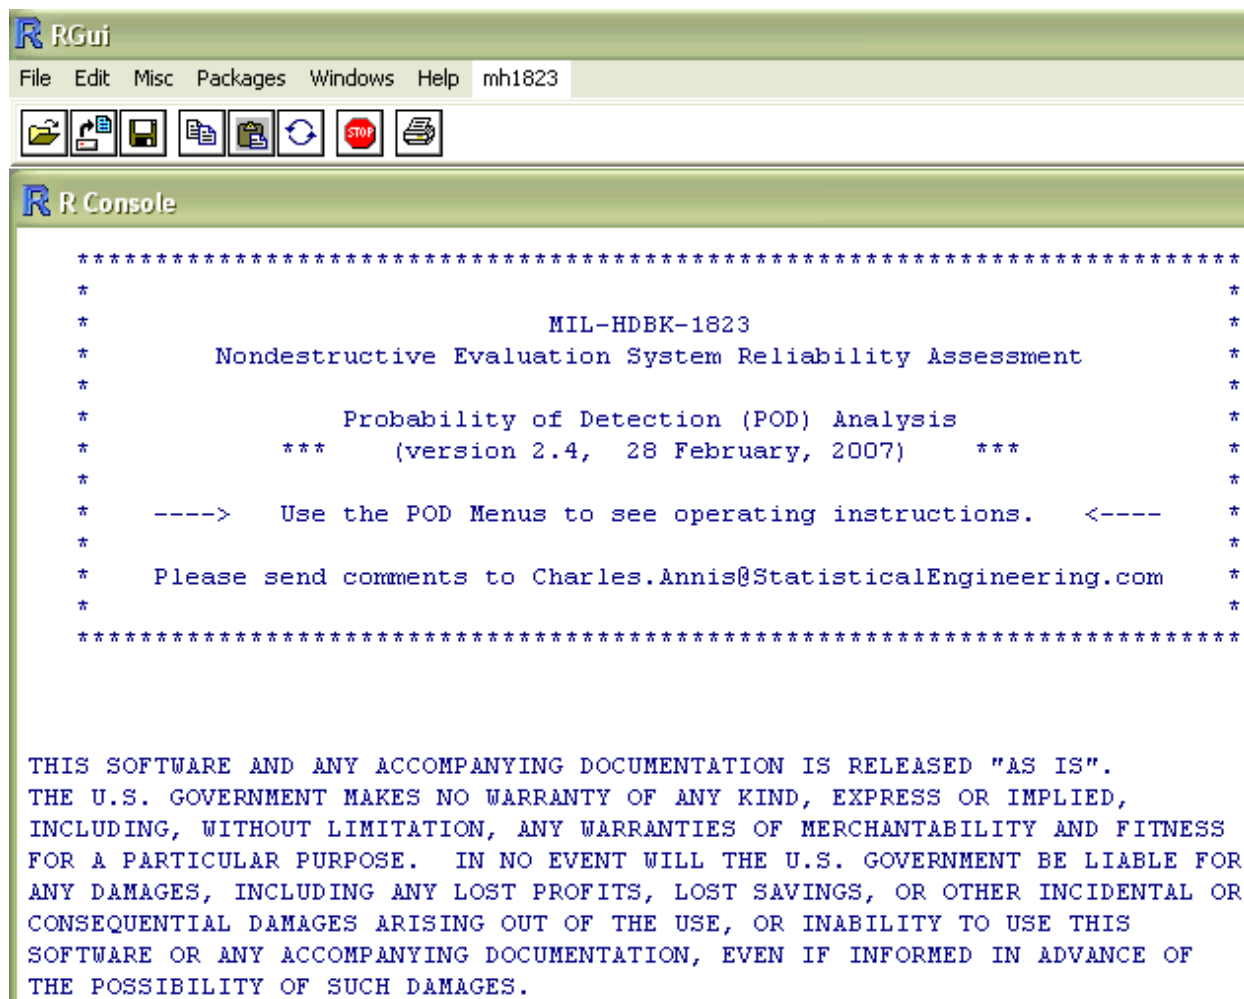 RGui
File Edit Misc Packages Windows Help mh1823
STOP
R Console
**************************************************************************
* *
* MIL-HDBK-1823 *
* Nondestructive Evaluation System Reliability Assessment *
* *
* Probability of Detection (POD) Analysis *
* *** (version 2.4, 28 February, 2007) *** *
* *
* ----> Use the POD Menus to see operating instructions. <---- *
* *
* Please send comments to Charles.Annis@StatisticalEngineering.com *
* *
**************************************************************************
THIS SOFTWARE AND ANY ACCOMPANYING DOCUMENTATION IS RELEASED "AS IS".
THE U.S. GOVERNMENT MAKES NO WARRANTY OF ANY KIND, EXPRESS OR IMPLIED,
INCLUDING, WITHOUT LIMITATION, ANY WARRANTIES OF MERCHANTABILITY AND FITNESS
FOR A PARTICULAR PURPOSE. IN NO EVENT WILL THE U.S. GOVERNMENT BE LIABLE FOR
ANY DAMAGES, INCLUDING ANY LOST PROFITS, LOST SAVINGS, OR OTHER INCIDENTAL OR
CONSEQUENTIAL DAMAGES ARISING OUT OF THE USE, OR INABILITY TO USE THIS
SOFTWARE OR ANY ACCOMPANYING DOCUMENTATION, EVEN IF INFORMED IN ADVANCE OF
THE POSSIBILITY OF SUCH DAMAGES.